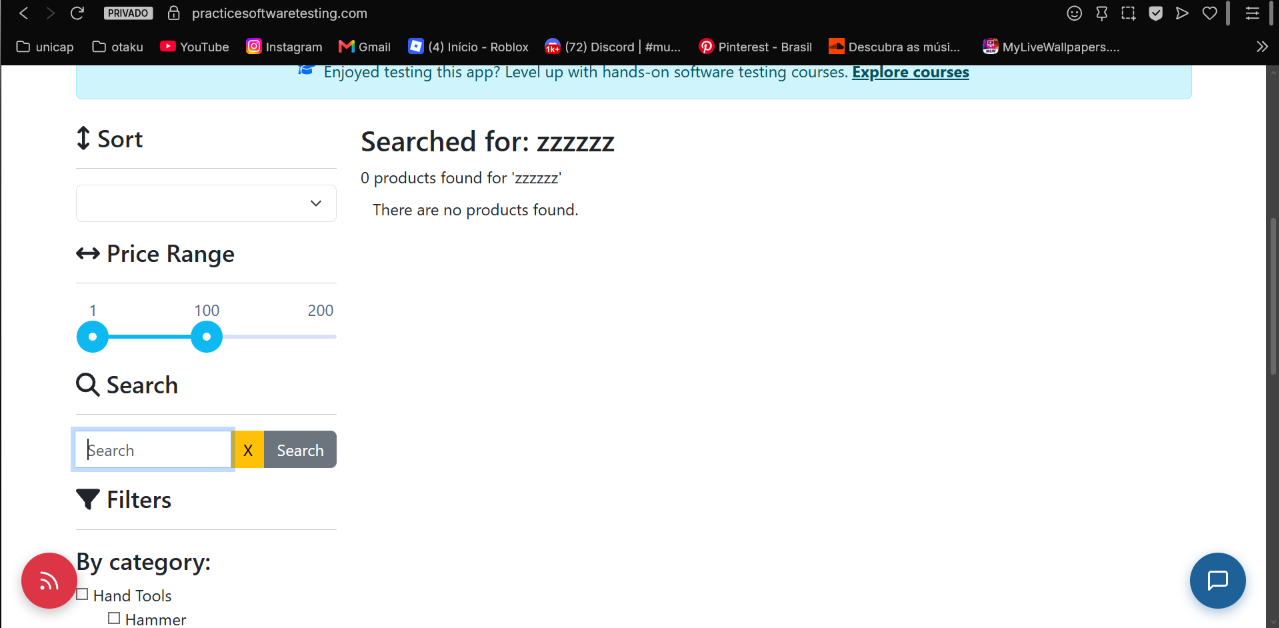 PRIVADO practicesoftwaretesting.com
unicap otaku YouTube Instagram Gmail (4) Início - Roblox 1k+ (72) Discord | #mu... Pinterest - Brasil Descubra as músi... MyLiveWallpapers....
Enjoyed testing this app? Level up with hands-on software testing courses. Explore courses
Sort
Searched for: zzzzzz
0 products found for 'zzzzzz'
There are no products found.
Price Range
1 100 200
Search
Search X Search
Filters
By category:
Hand Tools
Hammer